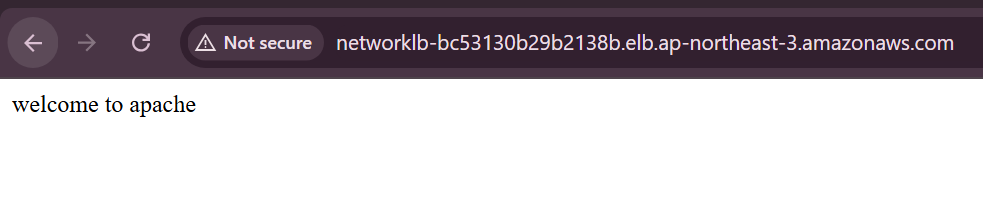 Not secure networklb-bc53130b29b2138b.elb.ap-northeast-3.amazonaws.com
welcome to apache